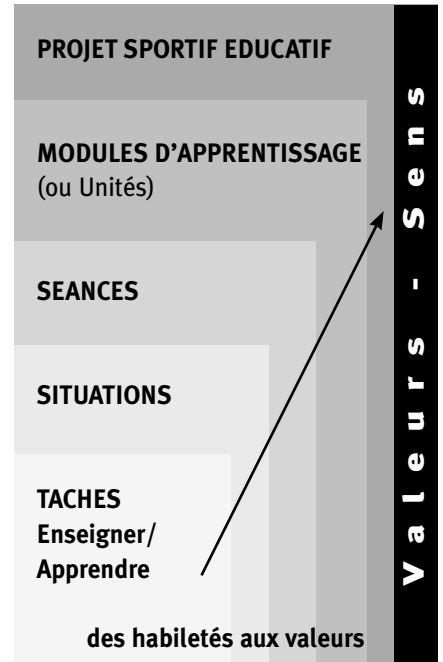 PROJET SPORTIF EDUCATIF
MODULES D'APPRENTISSAGE
(ou Unités)
SEANCES
SITUATIONS
TACHES
Enseigner/
Apprendre
des habiletés aux valeurs
Valeurs - Sens